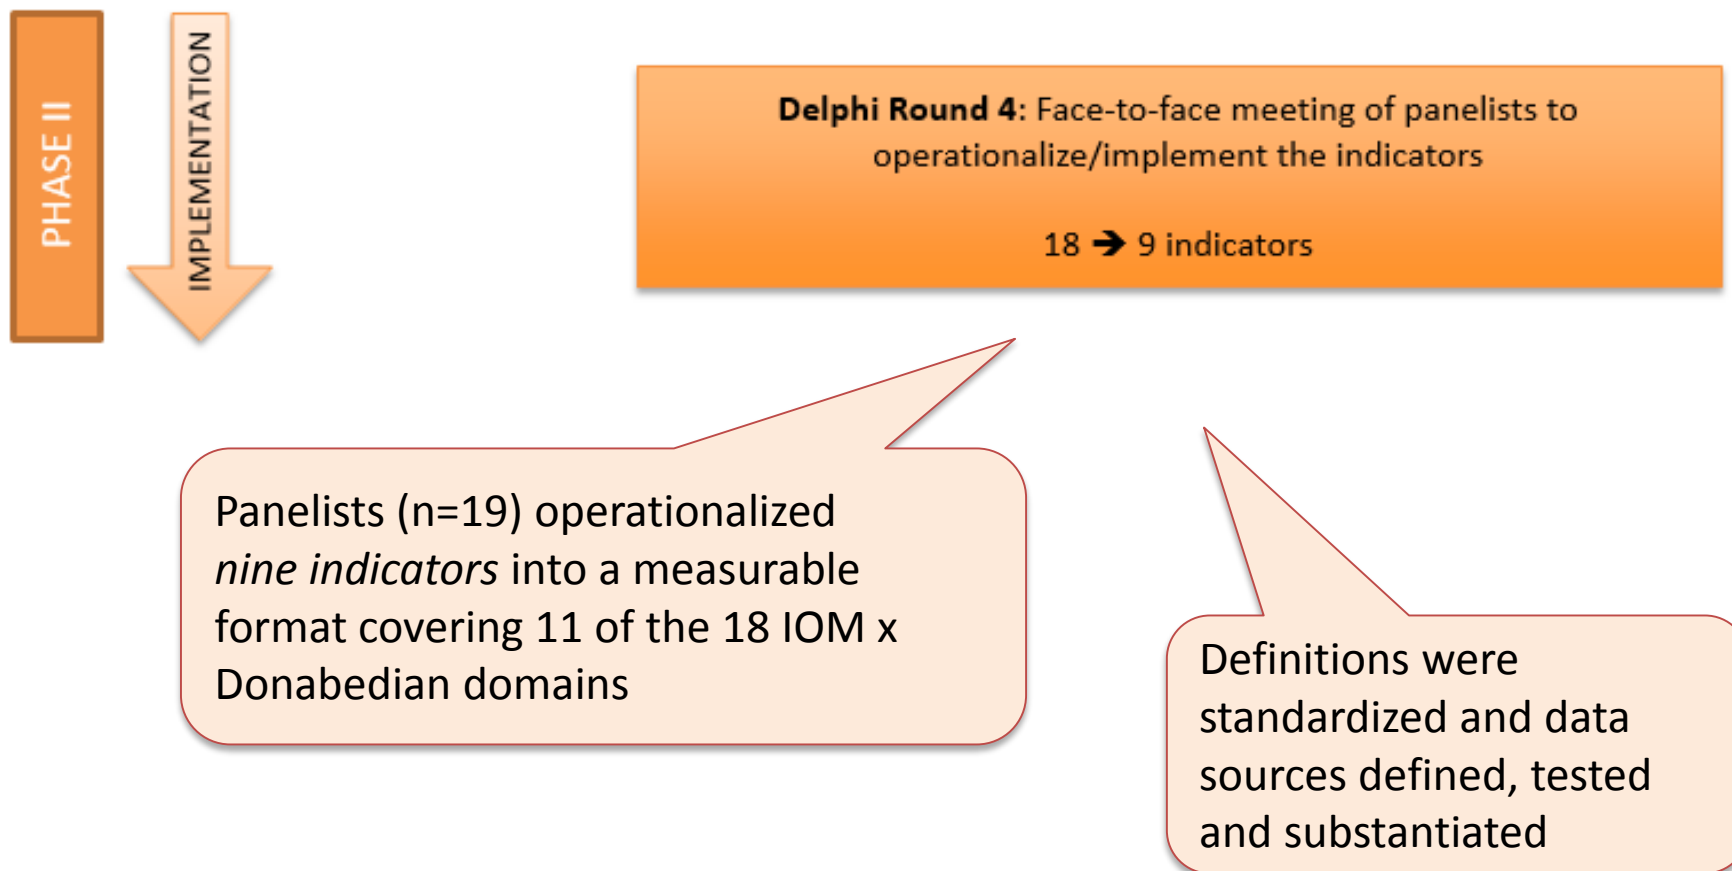 PHASE II
IMPLEMENTATION
Delphi Round 4: Face-to-face meeting of panelists to
operationalize/implement the indicators
18 → 9 indicators
Panelists (n=19) operationalized
nine indicators into a measurable
format covering 11 of the 18 IOM x
Donabedian domains
Definitions were
standardized and data
sources defined, tested
and substantiated